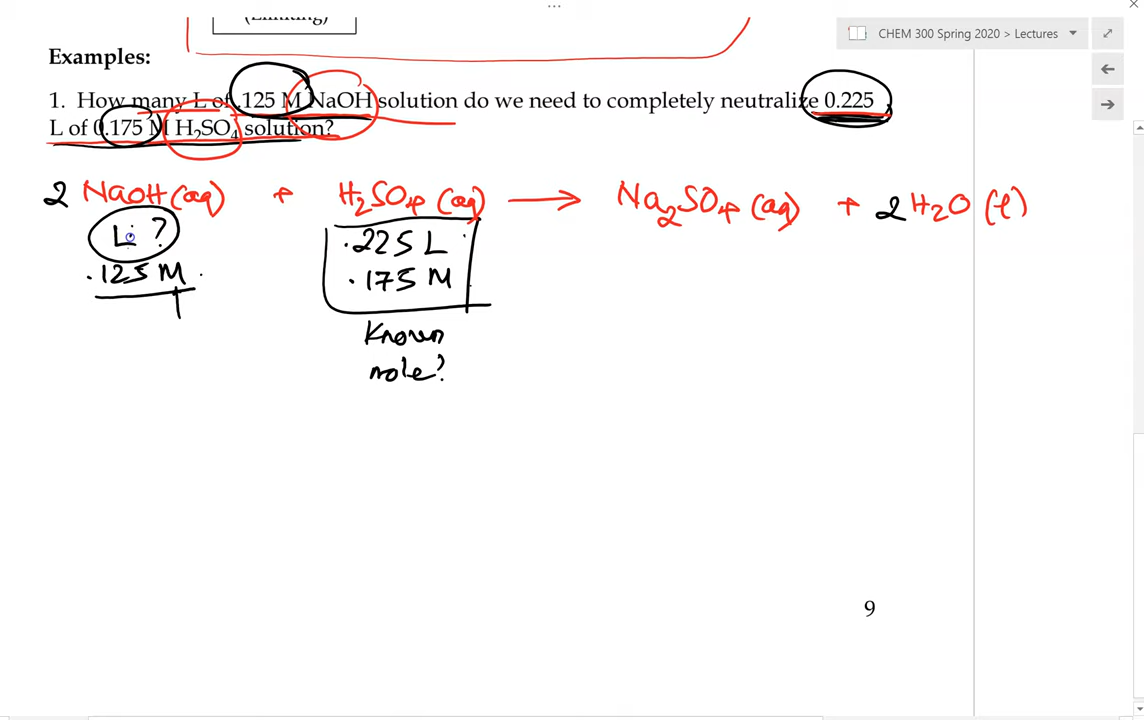 (Limiting)
CHEM 300 Spring 2020 > Lectures
Examples:
1. How many L of .125 M NaOH solution do we need to completely neutralize 0.225
L of 0.175 M H₂SO₄ solution?
2 NaOH (aq) + H₂SO₄ (aq) → Na₂SO₄ (aq) + 2 H₂O (l)
L ? .225 L
.125 M .175 M
Known
mole?
9